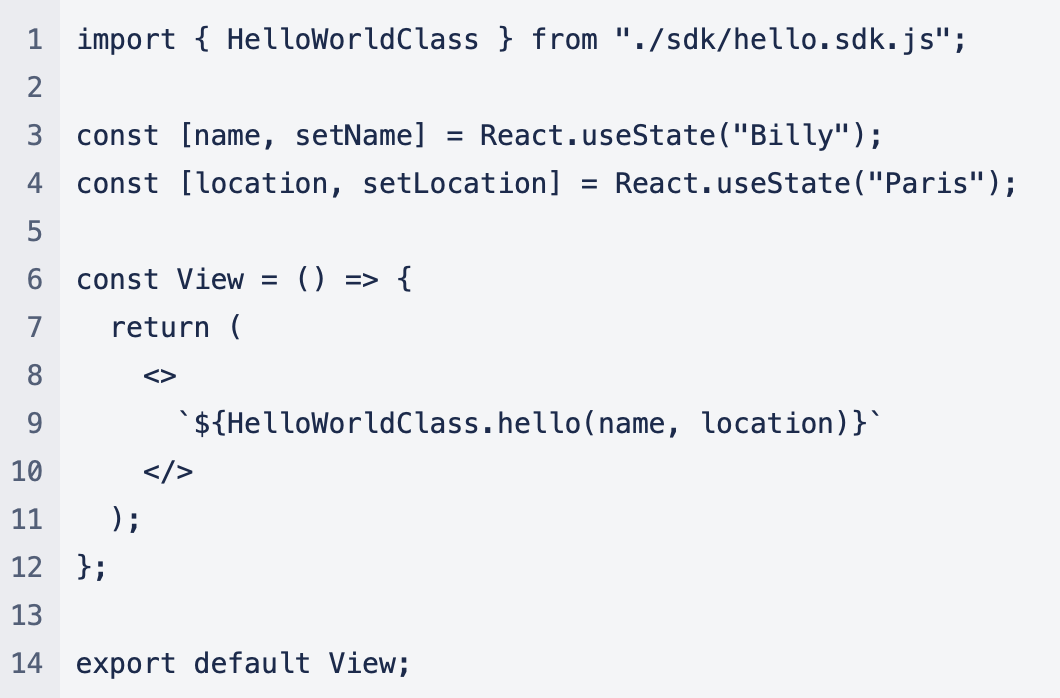 1 import { HelloWorldClass } from "./sdk/hello.sdk.js";
2
3 const [name, setName] = React.useState("Billy");
4 const [location, setLocation] = React.useState("Paris");
5
6 const View = () => {
7   return (
8     <>
9       `${HelloWorldClass.hello(name, location)}`
10     </>
11   );
12 };
13
14 export default View;